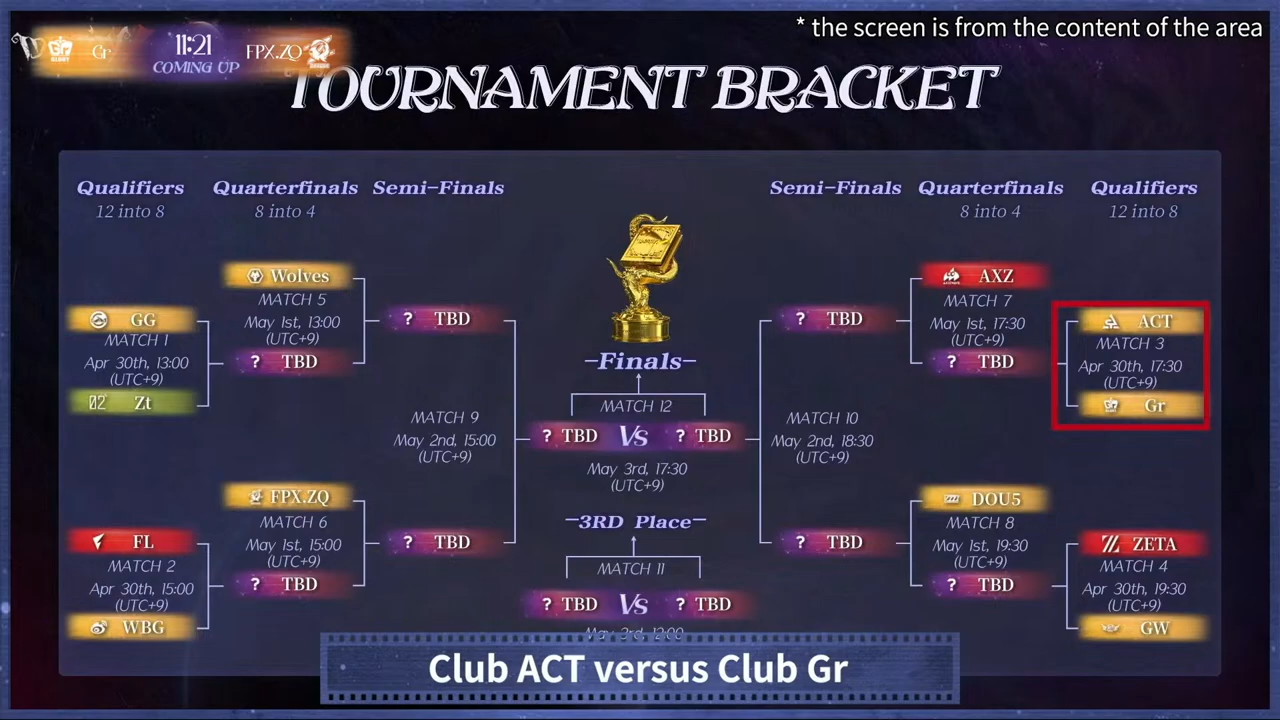 * the screen is from the content of the area
Gr
11:21
COMING UP
FPX.ZQ
TOURNAMENT BRACKET
Qualifiers
12 into 8
Quarterfinals
8 into 4
Semi-Finals
Semi-Finals
Quarterfinals
8 into 4
Qualifiers
12 into 8
GG
MATCH 1
Apr 30th, 13:00
(UTC+9)
Zt
FL
MATCH 2
Apr 30th, 15:00
(UTC+9)
WBG
Wolves
MATCH 5
May 1st, 13:00
(UTC+9)
? TBD
FPX.ZQ
MATCH 6
May 1st, 15:00
(UTC+9)
? TBD
? TBD
MATCH 9
May 2nd, 15:00
(UTC+9)
? TBD
-Finals-
MATCH 12
? TBD Vs ? TBD
May 3rd, 17:30
(UTC+9)
-3RD Place-
MATCH 11
? TBD Vs ? TBD
May 3rd, 12:00
? TBD
MATCH 10
May 2nd, 18:30
(UTC+9)
? TBD
AXZ
MATCH 7
May 1st, 17:30
(UTC+9)
? TBD
DOU5
MATCH 8
May 1st, 19:30
(UTC+9)
? TBD
ACT
MATCH 3
Apr 30th, 17:30
(UTC+9)
Gr
ZETA
MATCH 4
Apr 30th, 19:30
(UTC+9)
GW
Club ACT versus Club Gr